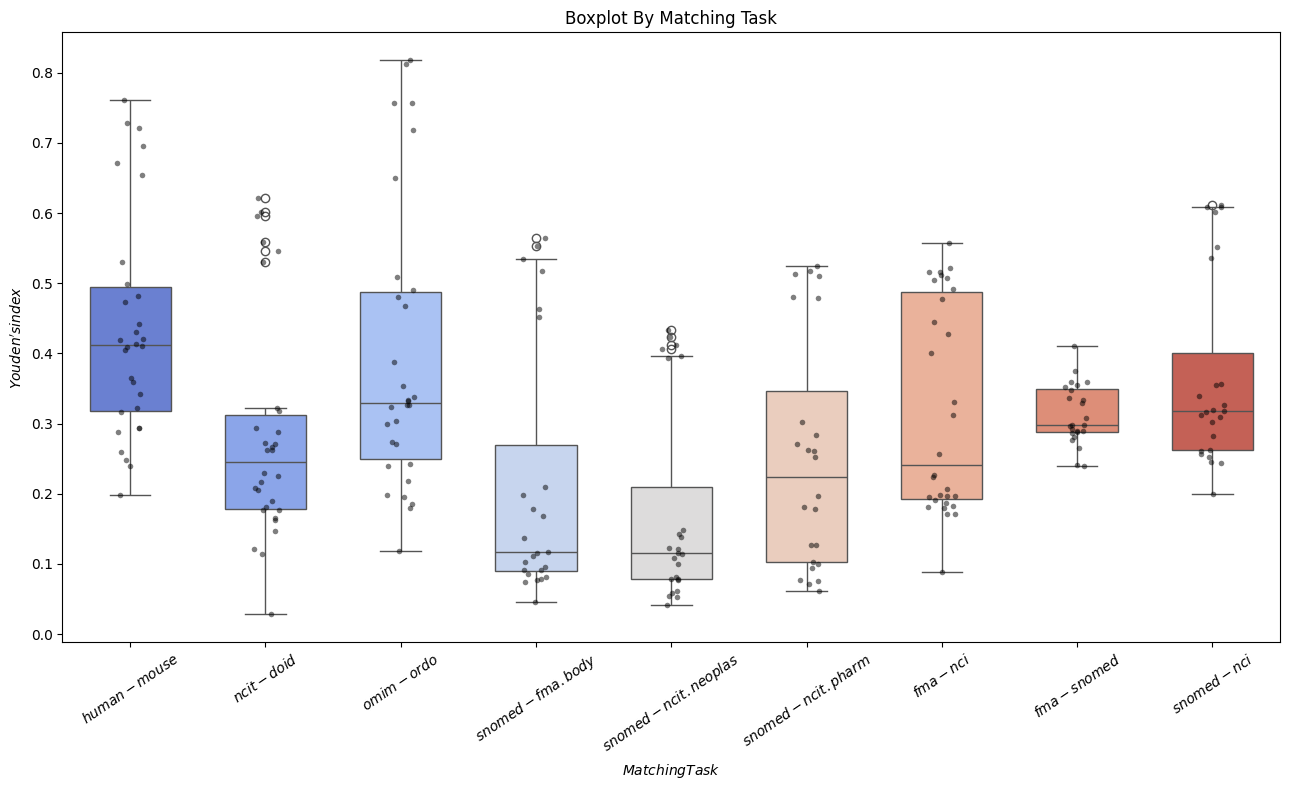 Boxplot By Matching Task
Youden'sindex
0.8
0.7
0.6
0.5
0.4
0.3
0.2
0.1
0.0
human−mouse
ncit−doid
omim−ordo
snomed−fma.body
snomed−ncit.neoplas
snomed−ncit.pharm
fma−nci
fma−snomed
snomed−nci
MatchingTask